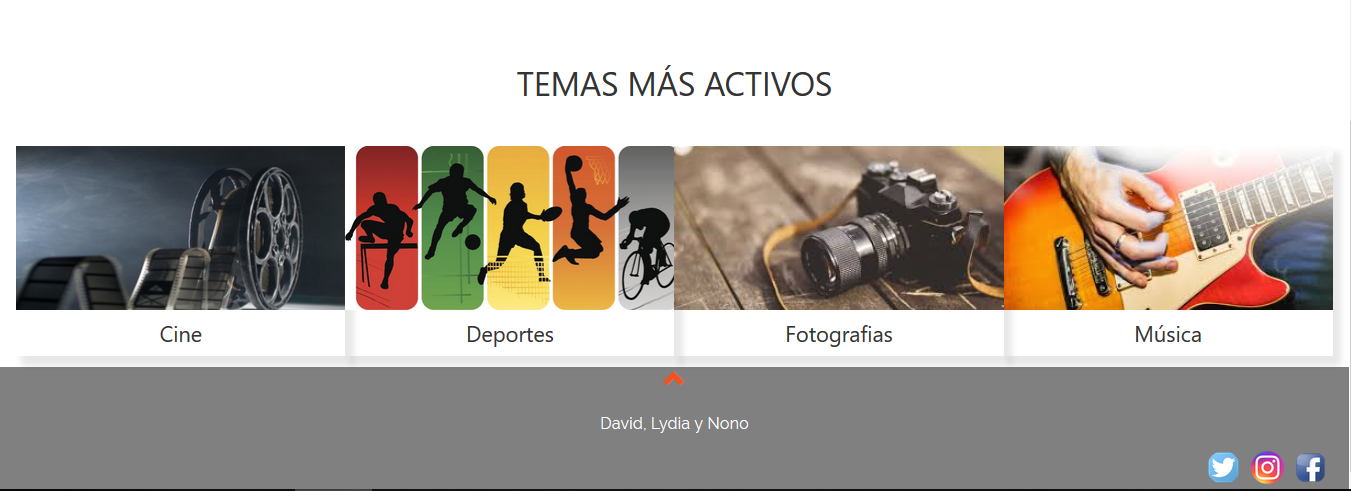 TEMAS MÁS ACTIVOS
Cine
Deportes
Fotografias
Música
David, Lydia y Nono